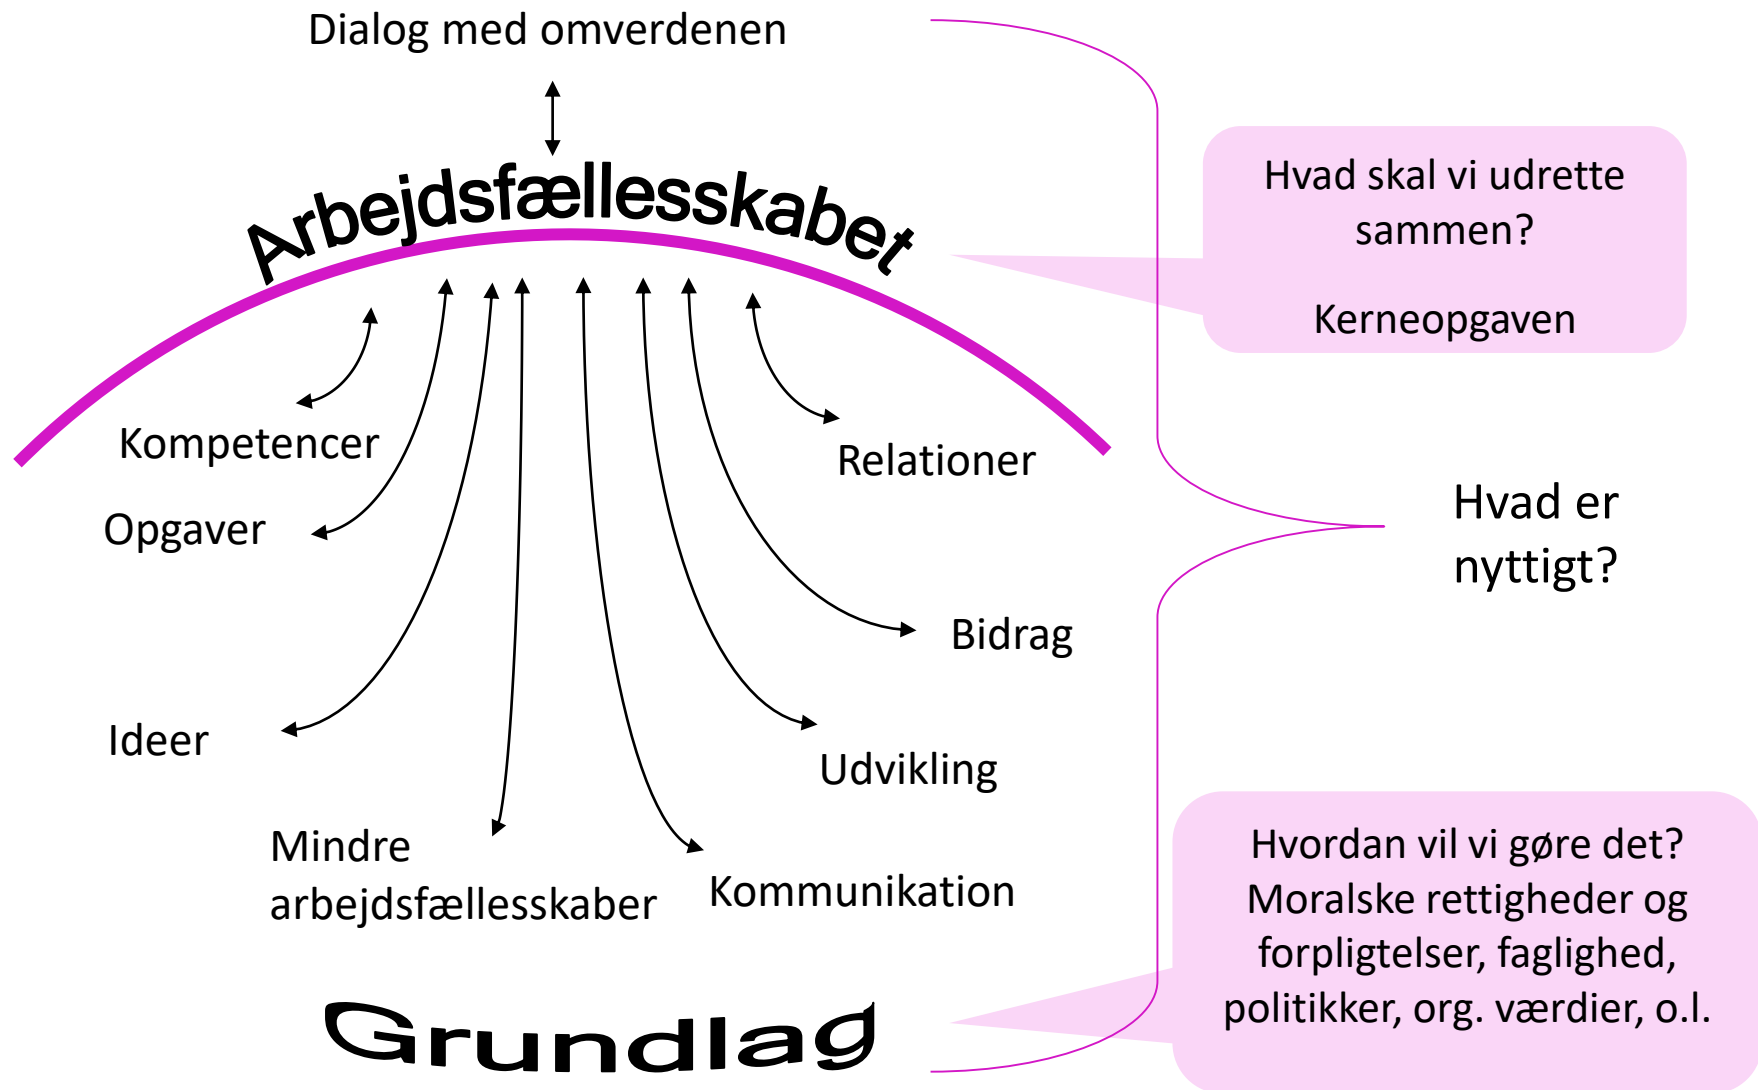 Dialog med omverdenen
Arbejdsfællesskabet
Hvad skal vi udrette
sammen?
Kerneopgaven
Kompetencer
Relationer
Opgaver
Hvad er
nyttigt?
Bidrag
Ideer
Udvikling
Mindre
arbejdsfællesskaber
Kommunikation
Hvordan vil vi gøre det?
Moralske rettigheder og
forpligtelser, faglighed,
politikker, org. værdier, o.l.
Grundlag